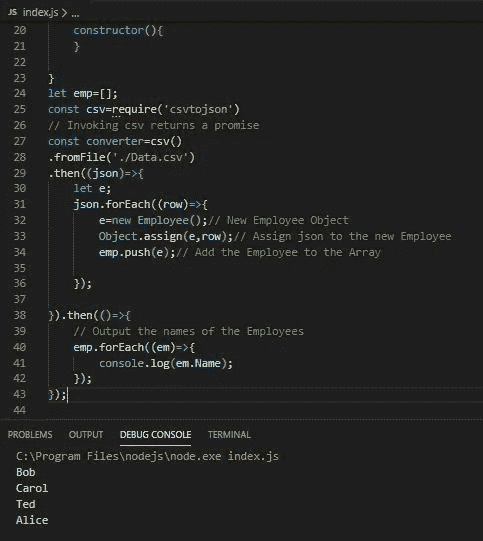 JS index.js > ...
20 constructor(){
21 }
22
23 }
24 let emp=[];
25 const csv=require('csvtojson')
26 // Invoking csv returns a promise
27 const converter=csv()
28 .fromFile('./Data.csv')
29 .then((json)=>{
30 let e;
31 json.forEach((row)=>{
32 e=new Employee();// New Employee Object
33 Object.assign(e,row);// Assign json to the new Employee
34 emp.push(e);// Add the Employee to the Array
35
36 });
37
38 }).then(()=>{
39 // Output the names of the Employees
40 emp.forEach((em)=>{
41 console.log(em.Name);
42 });
43 });
44
PROBLEMS OUTPUT DEBUG CONSOLE TERMINAL
C:\Program Files\nodejs\node.exe index.js
Bob
Carol
Ted
Alice